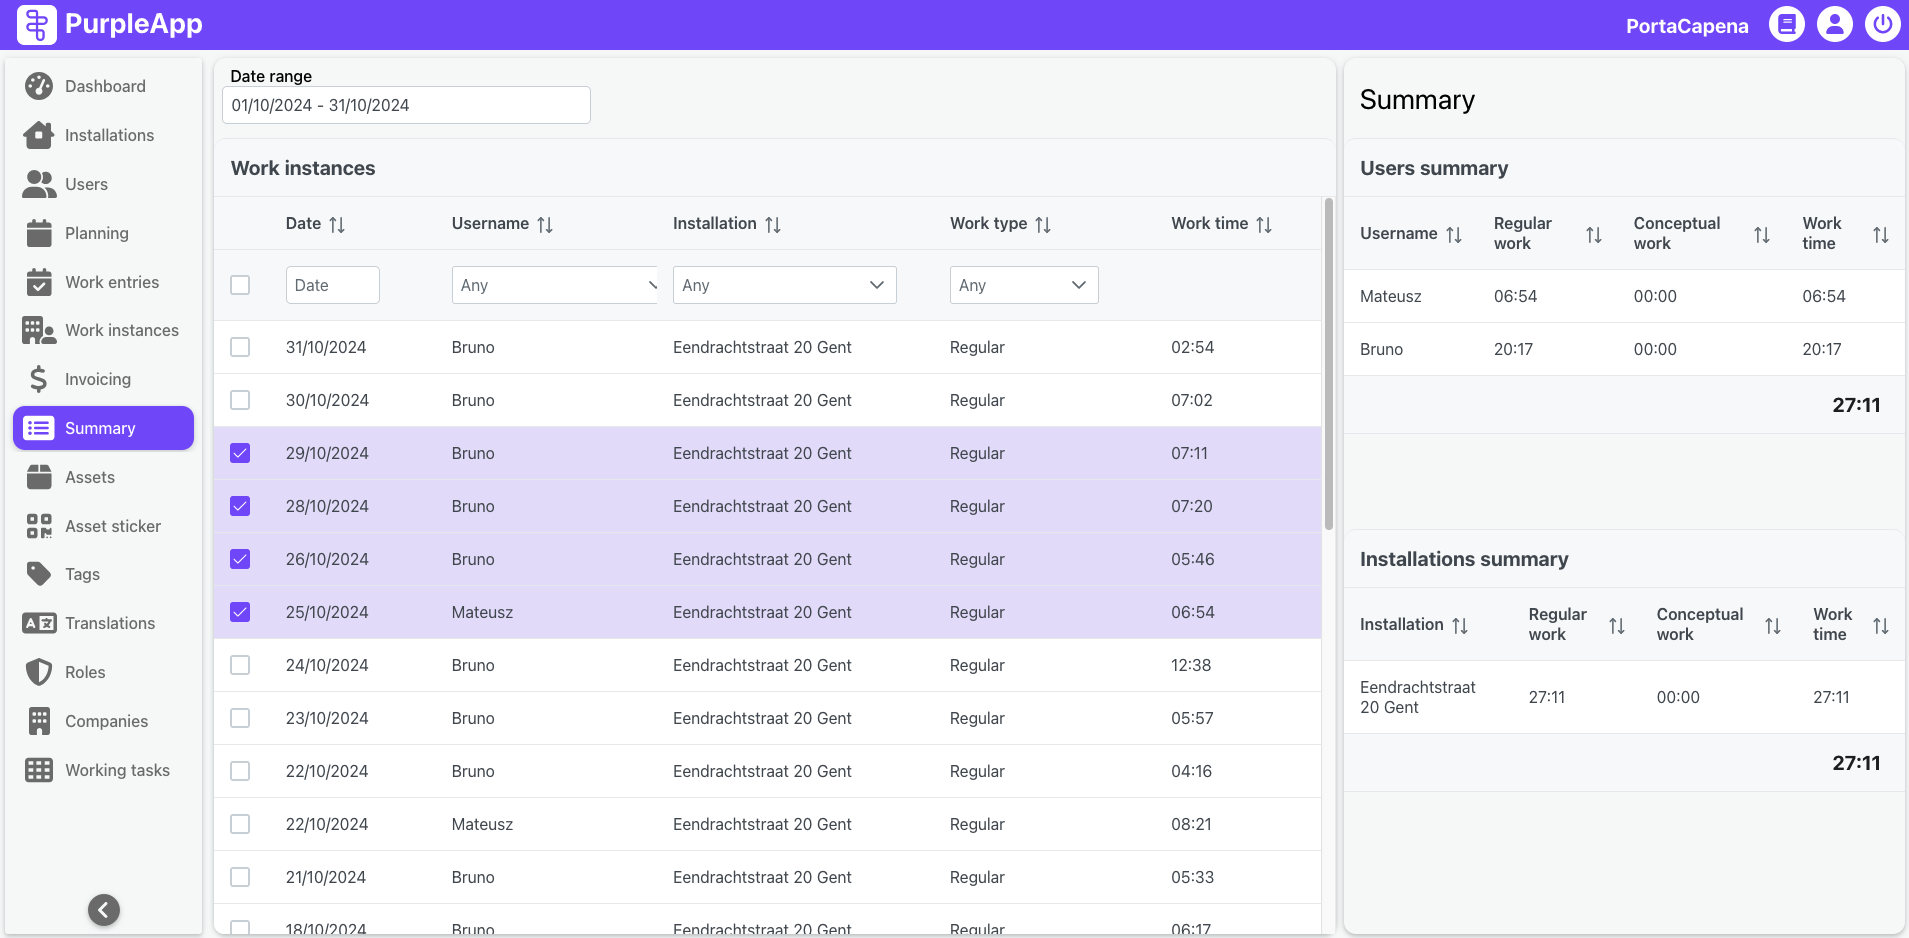 PurpleApp
PortaCapena
Dashboard
Installations
Users
Planning
Work entries
Work instances
Invoicing
Summary
Assets
Asset sticker
Tags
Translations
Roles
Companies
Working tasks
Date range
01/10/2024 - 31/10/2024
Work instances
Date Username Installation Work type Work time
Date Any Any Any
31/10/2024 Bruno Eendrachtstraat 20 Gent Regular 02:54
30/10/2024 Bruno Eendrachtstraat 20 Gent Regular 07:02
29/10/2024 Bruno Eendrachtstraat 20 Gent Regular 07:11
28/10/2024 Bruno Eendrachtstraat 20 Gent Regular 07:20
26/10/2024 Bruno Eendrachtstraat 20 Gent Regular 05:46
25/10/2024 Mateusz Eendrachtstraat 20 Gent Regular 06:54
24/10/2024 Bruno Eendrachtstraat 20 Gent Regular 12:38
23/10/2024 Bruno Eendrachtstraat 20 Gent Regular 05:57
22/10/2024 Bruno Eendrachtstraat 20 Gent Regular 04:16
22/10/2024 Mateusz Eendrachtstraat 20 Gent Regular 08:21
21/10/2024 Bruno Eendrachtstraat 20 Gent Regular 05:33
18/10/2024 Bruno Eendrachtstraat 20 Gent Regular 06:17
Summary
Users summary
Username Regular work Conceptual work Work time
Mateusz 06:54 00:00 06:54
Bruno 20:17 00:00 20:17
27:11
Installations summary
Installation Regular work Conceptual work Work time
Eendrachtstraat 20 Gent 27:11 00:00 27:11
27:11